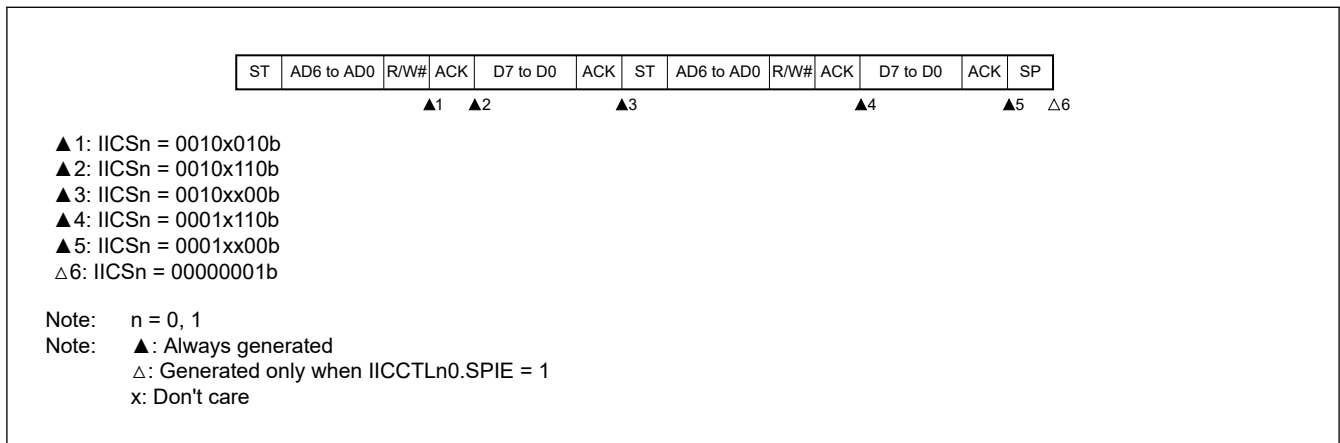 ST AD6 to AD0 R/W# ACK D7 to D0 ACK ST AD6 to AD0 R/W# ACK D7 to D0 ACK SP
▲1 ▲2 ▲3 ▲4 ▲5 △6
▲1: IICSn = 0010x010b
▲2: IICSn = 0010x110b
▲3: IICSn = 0010xx00b
▲4: IICSn = 0001x110b
▲5: IICSn = 0001xx00b
△6: IICSn = 00000001b
Note: n = 0, 1
Note: ▲: Always generated
△: Generated only when IICCTLn0.SPIE = 1
x: Don't care